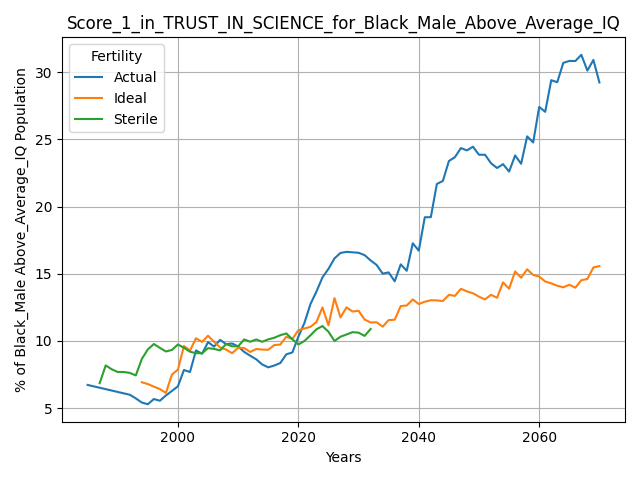 Score_1_in_TRUST_IN_SCIENCE_for_Black_Male_Above_Average_IQ
Fertility
Actual
Ideal
Sterile
% of Black_Male Above_Average_IQ Population
30
25
20
15
10
5
2000
2020
2040
2060
Years